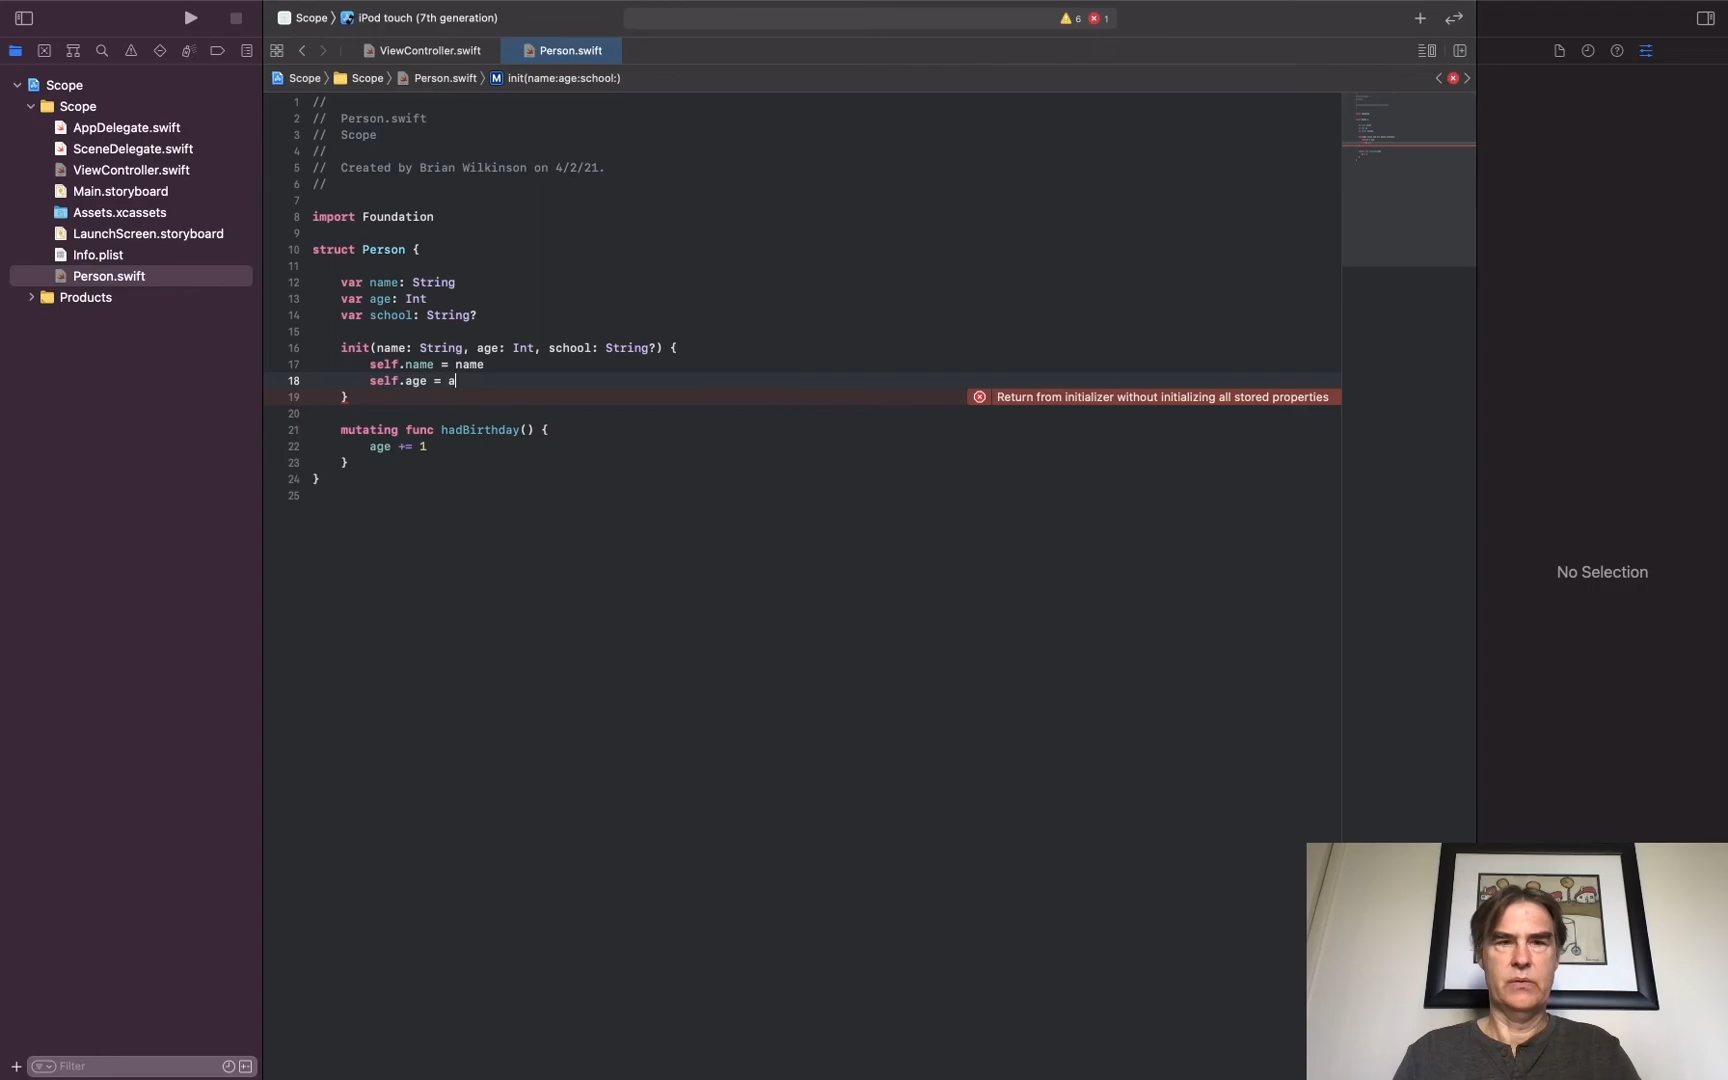 Scope 〉 iPod touch (7th generation)
6
1
ViewController.swift
Person.swift
Scope 〉 Scope 〉 Person.swift 〉 M init(name:age:school:)
Scope
Scope
AppDelegate.swift
SceneDelegate.swift
ViewController.swift
Main.storyboard
Assets.xcassets
LaunchScreen.storyboard
Info.plist
Person.swift
Products
1 //
2 //  Person.swift
3 //  Scope
4 //
5 //  Created by Brian Wilkinson on 4/2/21.
6 //
7
8 import Foundation
9
10 struct Person {
11
12     var name: String
13     var age: Int
14     var school: String?
15
16     init(name: String, age: Int, school: String?) {
17         self.name = name
18         self.age = a
19     }
Return from initializer without initializing all stored properties
20
21     mutating func hadBirthday() {
22         age += 1
23     }
24 }
25
No Selection
Filter